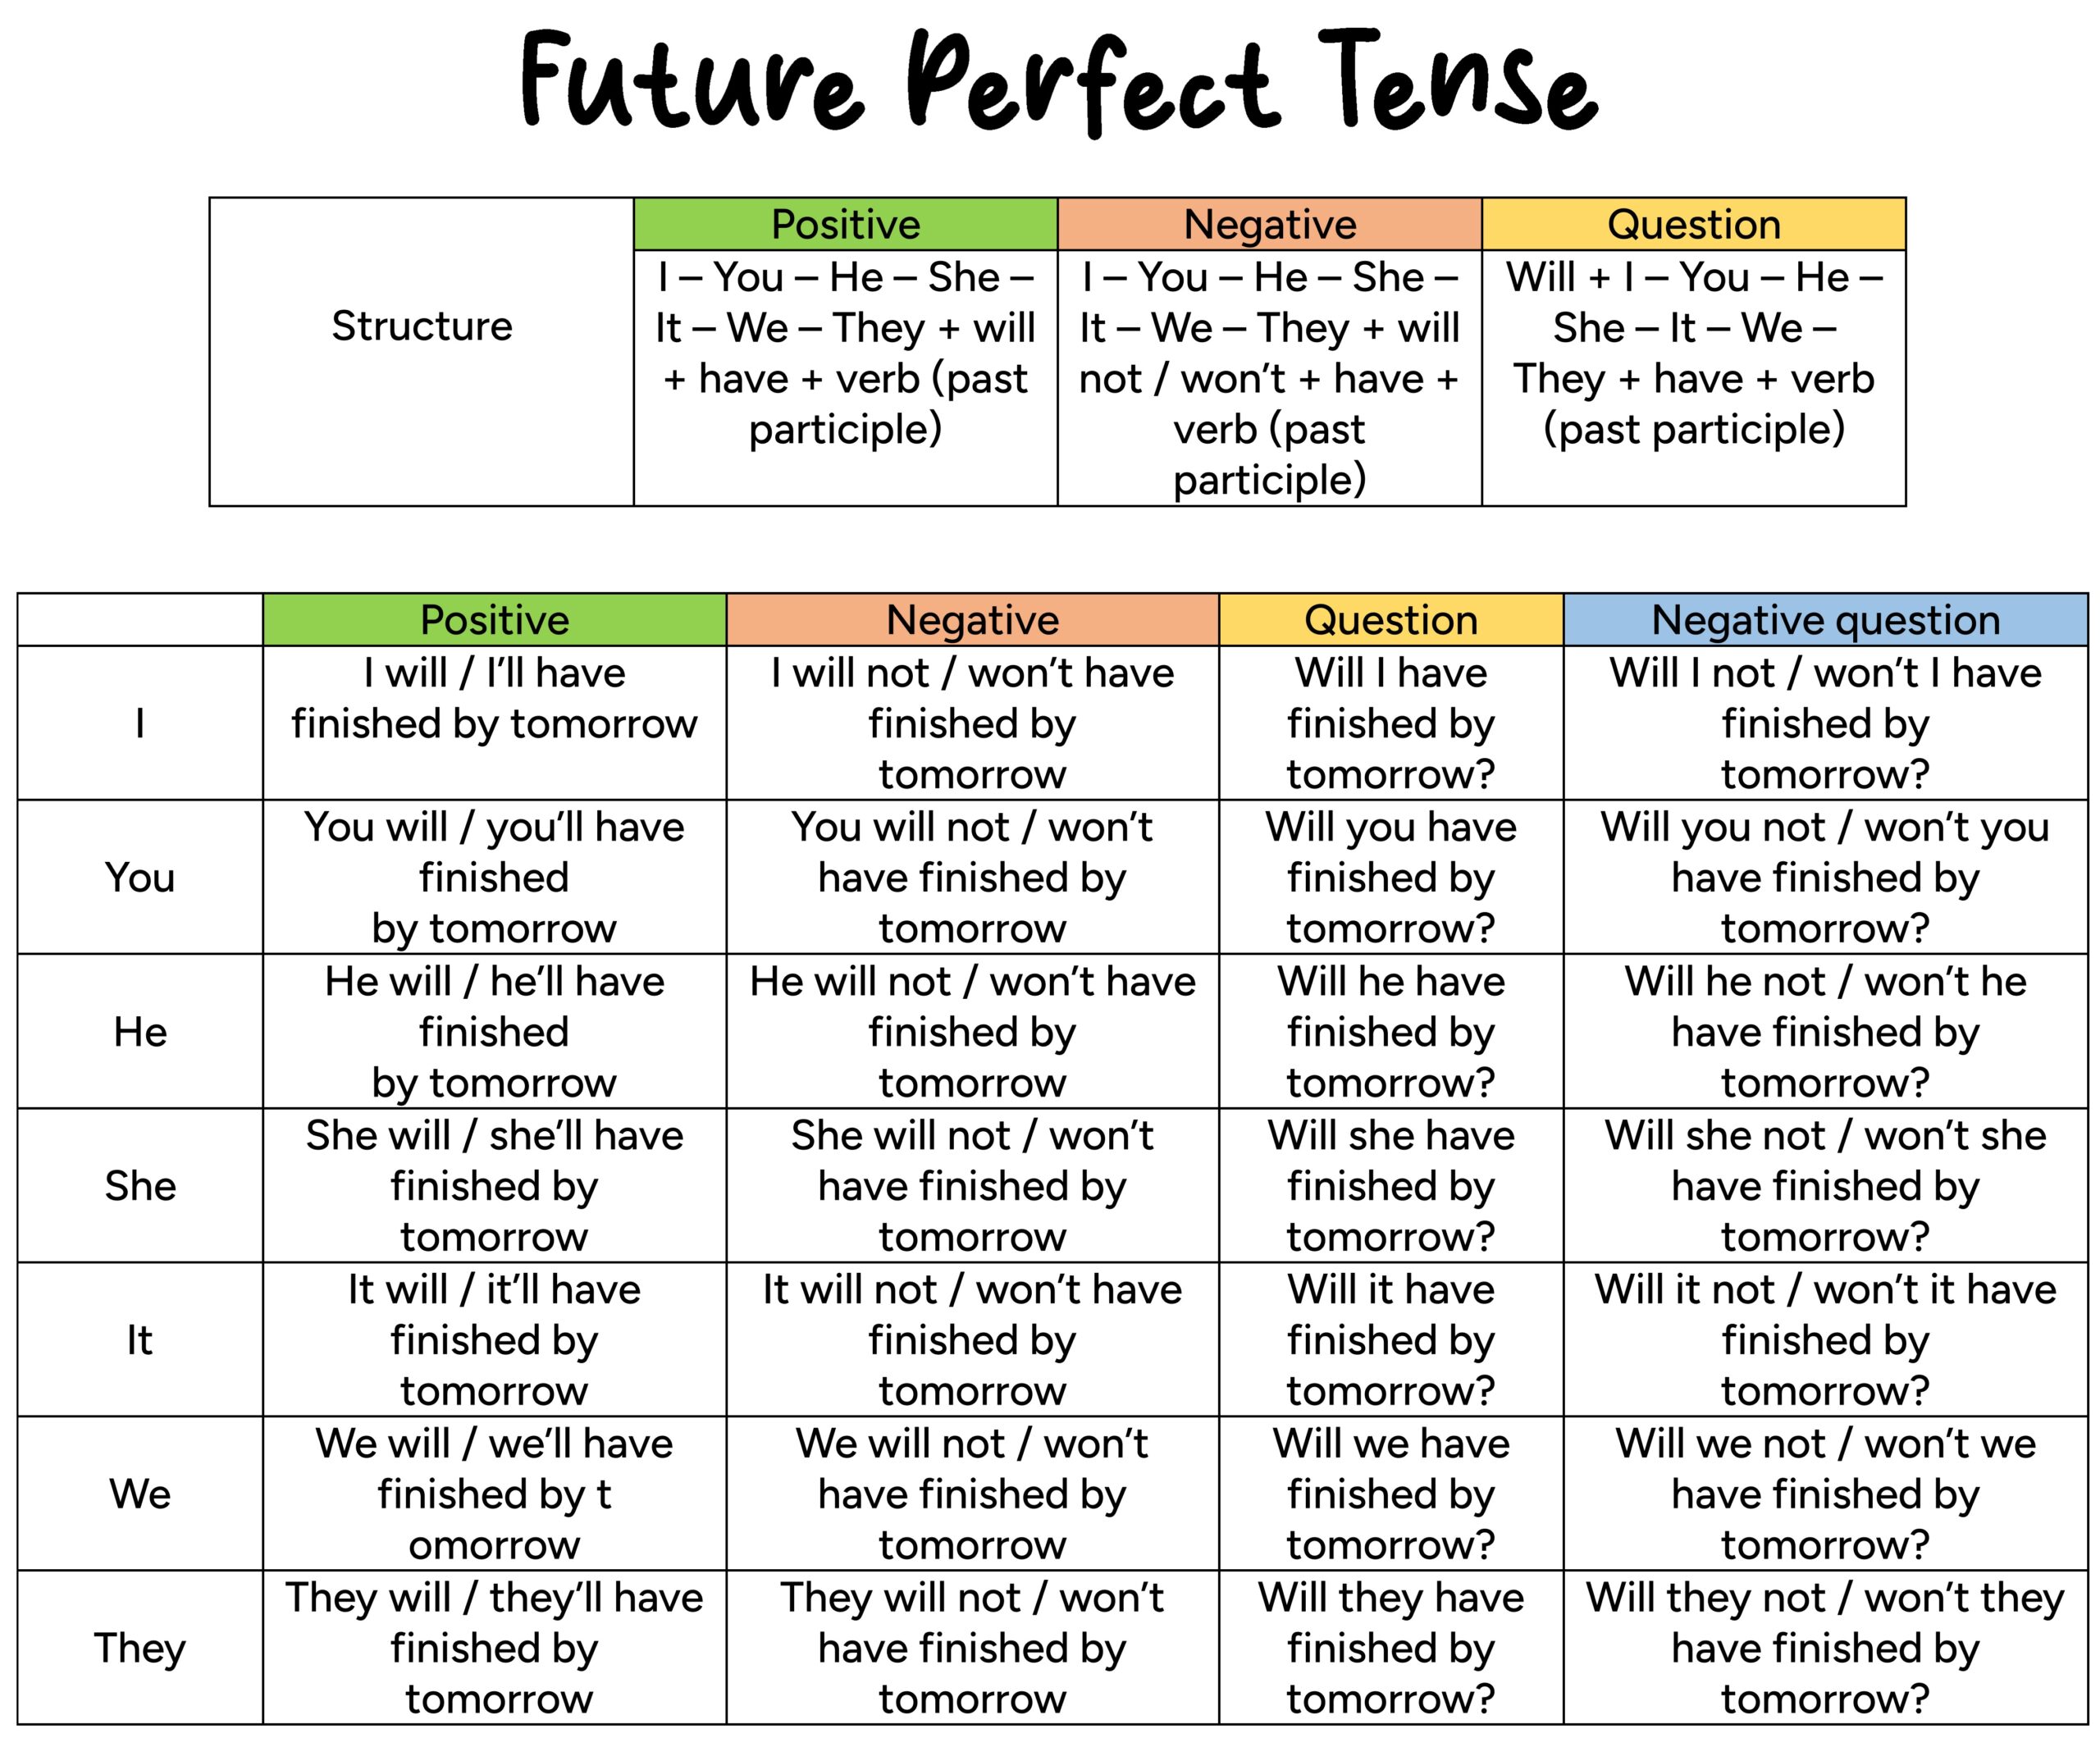 Future Perfect Tense
Positive
Negative
Question
Structure
I – You – He – She –
It – We – They + will
+ have + verb (past
participle)
I – You – He – She –
It – We – They + will
not / won’t + have +
verb (past
participle)
Will + I – You – He –
She – It – We –
They + have + verb
(past participle)
Positive
Negative
Question
Negative question
I
I will / I’ll have
finished by tomorrow
I will not / won’t have
finished by
tomorrow
Will I have
finished by
tomorrow?
Will I not / won’t I have
finished by
tomorrow?
You
You will / you’ll have
finished
by tomorrow
You will not / won’t
have finished by
tomorrow
Will you have
finished by
tomorrow?
Will you not / won’t you
have finished by
tomorrow?
He
He will / he’ll have
finished
by tomorrow
He will not / won’t have
finished by
tomorrow
Will he have
finished by
tomorrow?
Will he not / won’t he
have finished by
tomorrow?
She
She will / she’ll have
finished by
tomorrow
She will not / won’t
have finished by
tomorrow
Will she have
finished by
tomorrow?
Will she not / won’t she
have finished by
tomorrow?
It
It will / it’ll have
finished by
tomorrow
It will not / won’t have
finished by
tomorrow
Will it have
finished by
tomorrow?
Will it not / won’t it have
finished by
tomorrow?
We
We will / we’ll have
finished by t
omorrow
We will not / won’t
have finished by
tomorrow
Will we have
finished by
tomorrow?
Will we not / won’t we
have finished by
tomorrow?
They
They will / they’ll have
finished by
tomorrow
They will not / won’t
have finished by
tomorrow
Will they have
finished by
tomorrow?
Will they not / won’t they
have finished by
tomorrow?